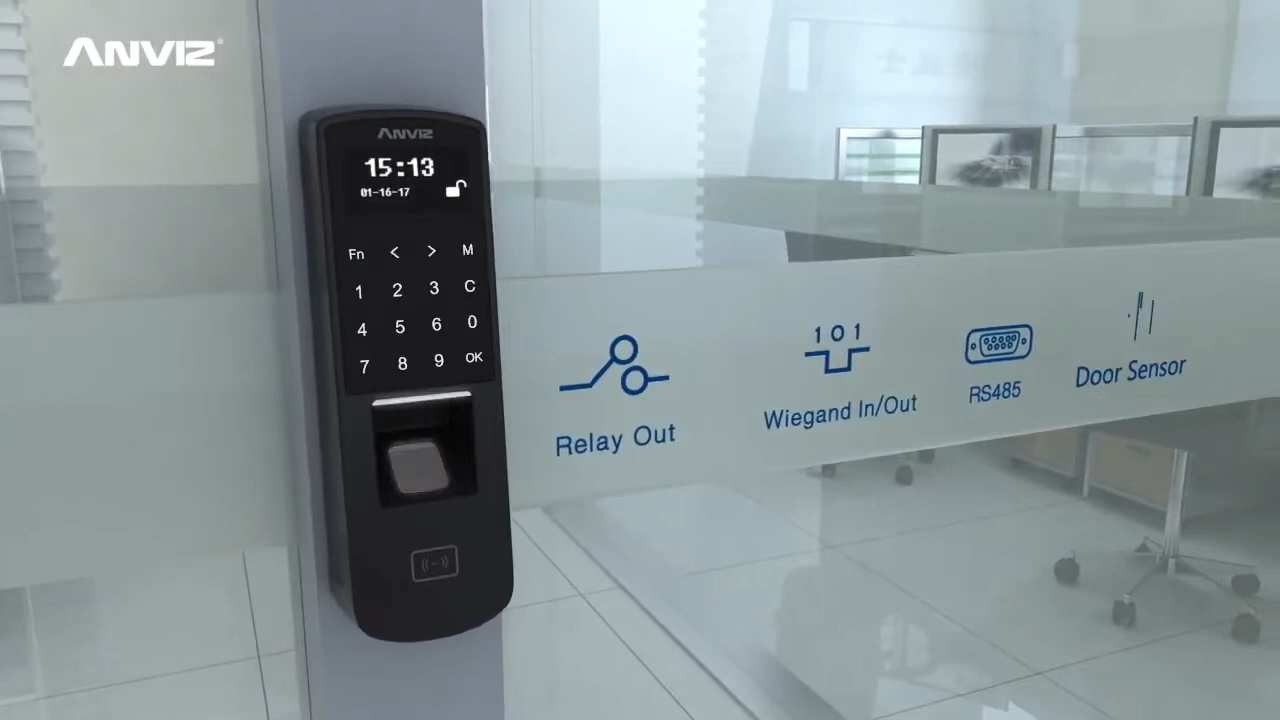 ANVIZ
ANVIZ
15:13
01-16-17
Fn < > M
1 2 3 C
4 5 6 0
7 8 9 OK
1 0 1
Relay Out
Wiegand In/Out
RS485
Door Sensor